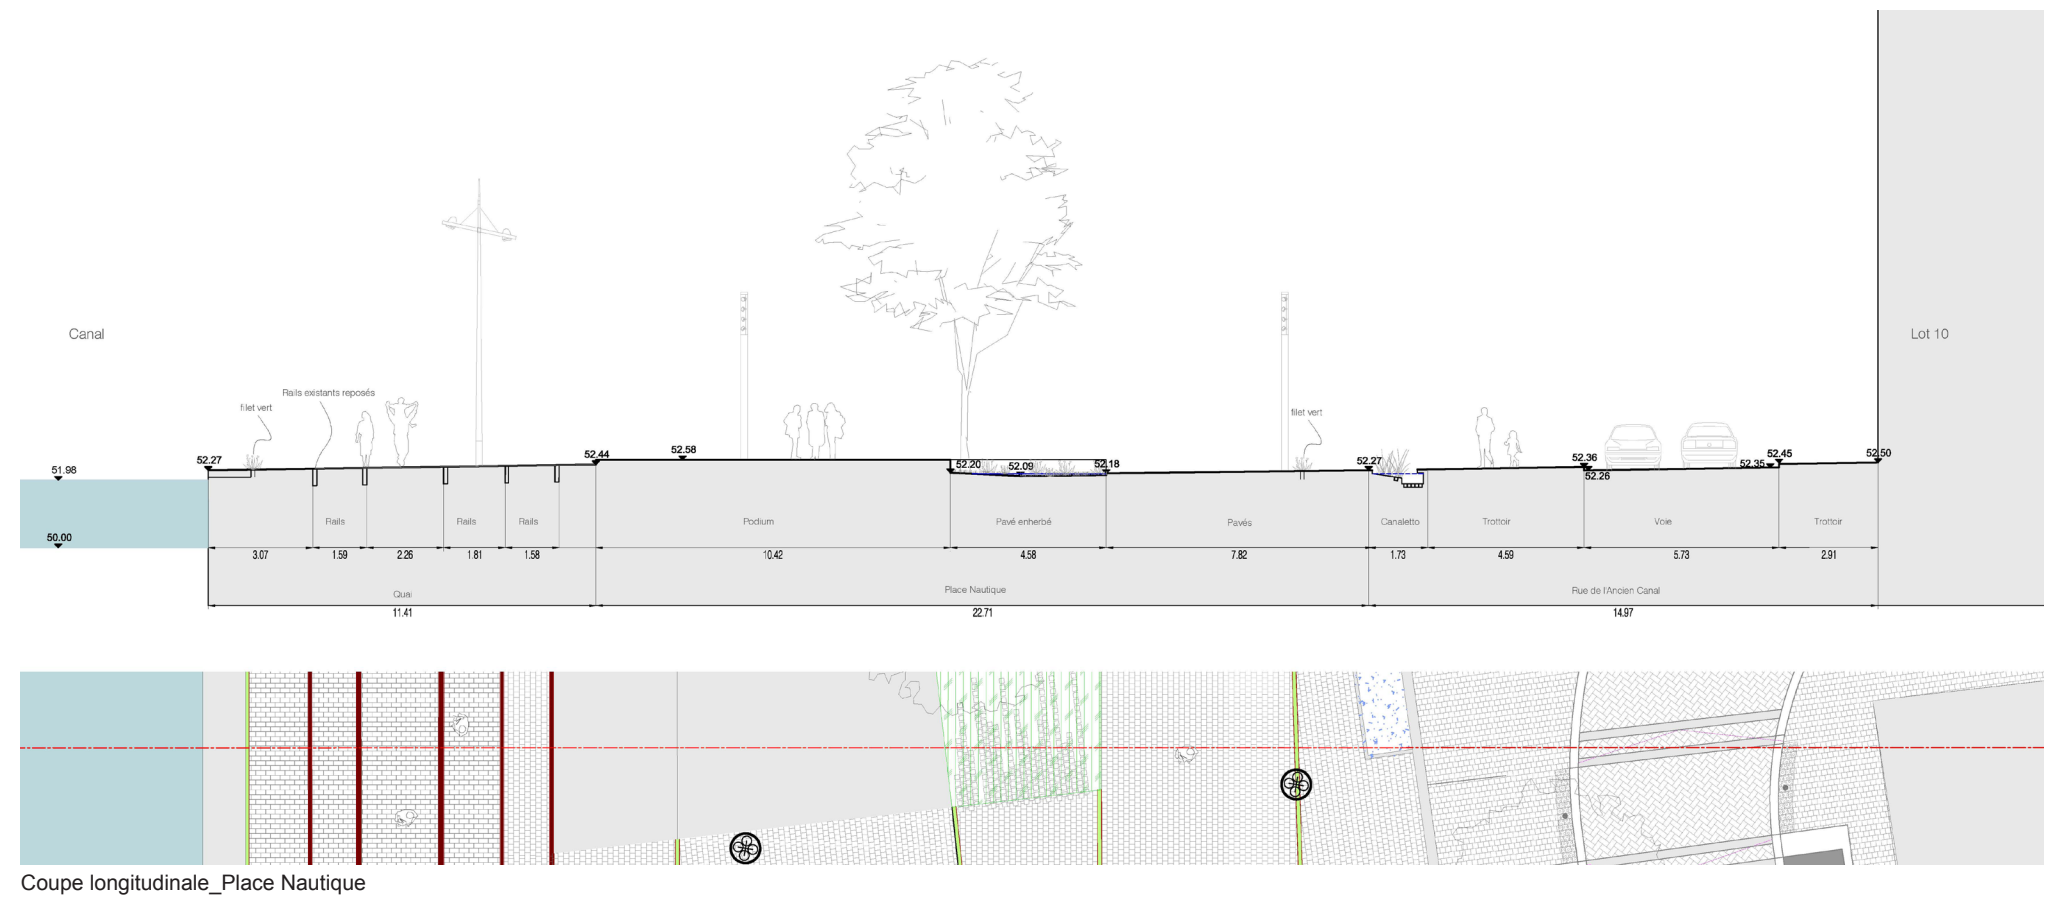 Canal
Lot 10
Rails existants reposés
filet vert
filet vert
52.27
51.98
52.44
52.58
52.20
52.09
52.18
52.27
52.36
52.26
52.35
52.45
52.50
50.00
Rails
Rails
Rails
Podium
Pavé enherbé
Pavés
Canaletto
Trottoir
Voie
Trottoir
3.07
1.59
2.26
1.81
1.58
10.42
4.58
7.82
1.73
4.59
5.73
2.91
Quai
Place Nautique
Rue de l'Ancien Canal
11.41
22.71
14.97
Coupe longitudinale_Place Nautique